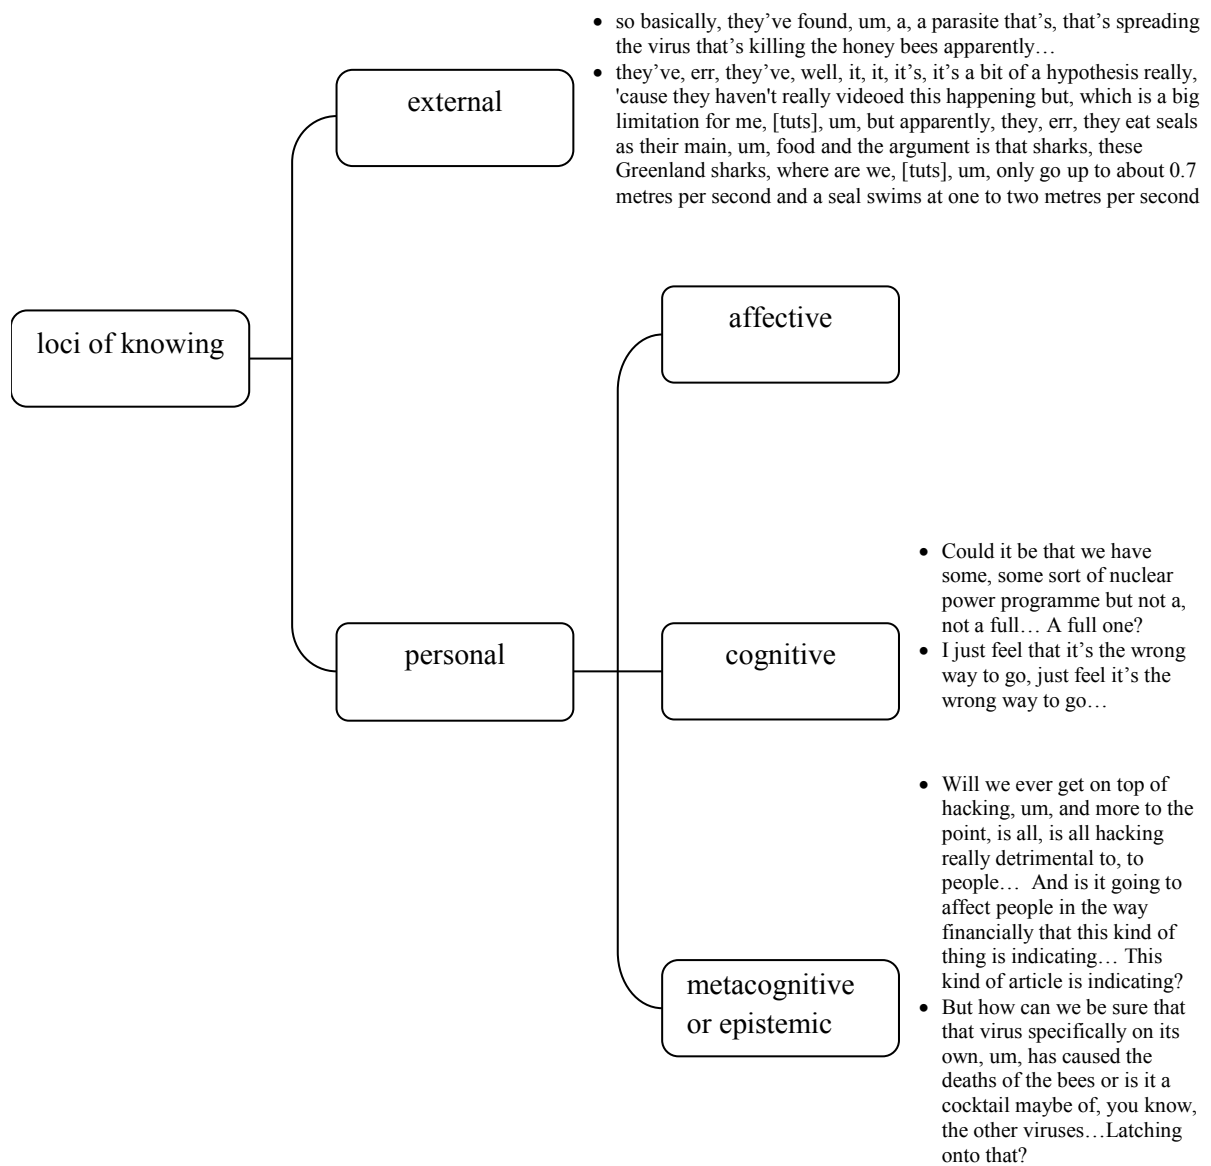 • so basically, they’ve found, um, a, a parasite that’s, that’s spreading
the virus that’s killing the honey bees apparently…
• they’ve, err, they’ve, well, it, it, it’s, it’s a bit of a hypothesis really,
'cause they haven't really videoed this happening but, which is a big
limitation for me, [tuts], um, but apparently, they, err, they eat seals
as their main, um, food and the argument is that sharks, these
Greenland sharks, where are we, [tuts], um, only go up to about 0.7
metres per second and a seal swims at one to two metres per second
external
affective
loci of knowing
• Could it be that we have
some, some sort of nuclear
power programme but not a,
not a full… A full one?
• I just feel that it’s the wrong
way to go, just feel it’s the
wrong way to go…
personal
cognitive
• Will we ever get on top of
hacking, um, and more to the
point, is all, is all hacking
really detrimental to, to
people… And is it going to
affect people in the way
financially that this kind of
thing is indicating… This
kind of article is indicating?
• But how can we be sure that
that virus specifically on its
own, um, has caused the
deaths of the bees or is it a
cocktail maybe of, you know,
the other viruses…Latching
onto that?
metacognitive
or epistemic